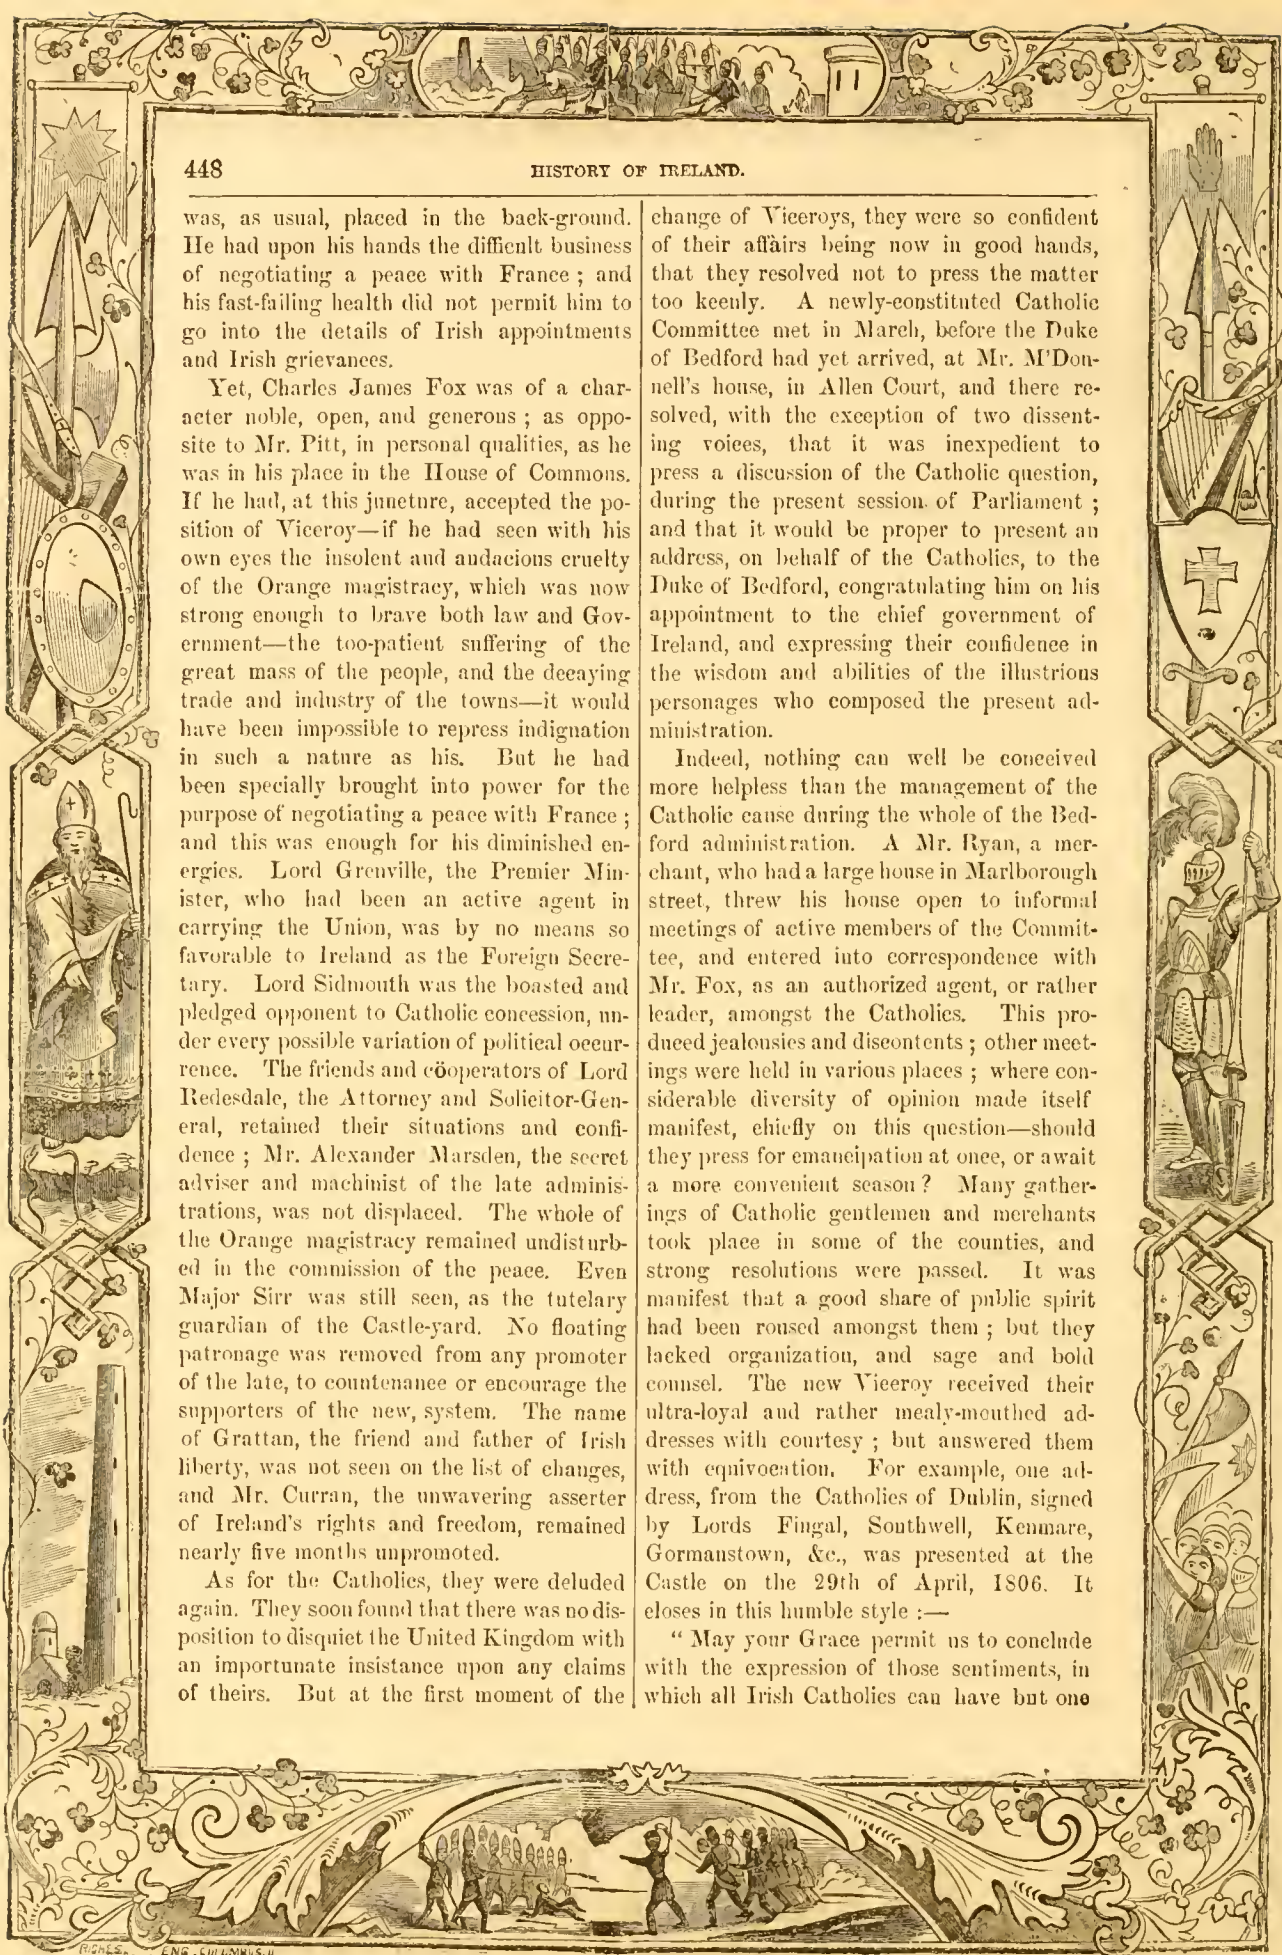 448
HISTORY OF IRELAND.
was, as usual, placed in the back-ground.
He had upon his hands the difficult business
of negotiating a peace with France ; and
his fast-failing health did not permit him to
go into the details of Irish appointments
and Irish grievances.
Yet, Charles James Fox was of a char-
acter noble, open, and generous ; as oppo-
site to Mr. Pitt, in personal qualities, as he
was in his place in the House of Commons.
If he had, at this juncture, accepted the po-
sition of Viceroy—if he had seen with his
own eyes the insolent and audacious cruelty
of the Orange magistracy, which was now
strong enough to brave both law and Gov-
ernment—the too-patient suffering of the
great mass of the people, and the decaying
trade and industry of the towns—it would
have been impossible to repress indignation
in such a nature as his. But he had
been specially brought into power for the
purpose of negotiating a peace with France ;
and this was enough for his diminished en-
ergies. Lord Grenville, the Premier Min-
ister, who had been an active agent in
carrying the Union, was by no means so
favorable to Ireland as the Foreign Secre-
tary. Lord Sidmouth was the boasted and
pledged opponent to Catholic concession, un-
der every possible variation of political occur-
rence. The friends and cöoperators of Lord
Redesdale, the Attorney and Solicitor-Gen-
eral, retained their situations and confi-
dence ; Mr. Alexander Marsden, the secret
adviser and machinist of the late adminis-
trations, was not displaced. The whole of
the Orange magistracy remained undisturb-
ed in the commission of the peace. Even
Major Sirr was still seen, as the tutelary
guardian of the Castle-yard. No floating
patronage was removed from any promoter
of the late, to countenance or encourage the
supporters of the new, system. The name
of Grattan, the friend and father of Irish
liberty, was not seen on the list of changes,
and Mr. Curran, the unwavering asserter
of Ireland's rights and freedom, remained
nearly five months unpromoted.
As for the Catholics, they were deluded
again. They soon found that there was no dis-
position to disquiet the United Kingdom with
an importunate insistance upon any claims
of theirs. But at the first moment of the
change of Viceroys, they were so confident
of their affairs being now in good hands,
that they resolved not to press the matter
too keenly. A newly-constituted Catholic
Committee met in March, before the Duke
of Bedford had yet arrived, at Mr. M'Don-
nell's house, in Allen Court, and there re-
solved, with the exception of two dissent-
ing voices, that it was inexpedient to
press a discussion of the Catholic question,
during the present session of Parliament ;
and that it would be proper to present an
address, on behalf of the Catholics, to the
Duke of Bedford, congratulating him on his
appointment to the chief government of
Ireland, and expressing their confidence in
the wisdom and abilities of the illustrious
personages who composed the present ad-
ministration.
Indeed, nothing can well be conceived
more helpless than the management of the
Catholic cause during the whole of the Bed-
ford administration. A Mr. Ryan, a mer-
chant, who had a large house in Marlborough
street, threw his house open to informal
meetings of active members of the Commit-
tee, and entered into correspondence with
Mr. Fox, as an authorized agent, or rather
leader, amongst the Catholics. This pro-
duced jealousies and discontents ; other meet-
ings were held in various places ; where con-
siderable diversity of opinion made itself
manifest, chiefly on this question—should
they press for emancipation at once, or await
a more convenient season ? Many gather-
ings of Catholic gentlemen and merchants
took place in some of the counties, and
strong resolutions were passed. It was
manifest that a good share of public spirit
had been roused amongst them ; but they
lacked organization, and sage and bold
counsel. The new Viceroy received their
ultra-loyal and rather mealy-mouthed ad-
dresses with courtesy ; but answered them
with equivocation. For example, one ad-
dress, from the Catholics of Dublin, signed
by Lords Fingal, Southwell, Kenmare,
Gormanstown, &c., was presented at the
Castle on the 29th of April, 1806. It
closes in this humble style :—
" May your Grace permit us to conclude
with the expression of those sentiments, in
which all Irish Catholics can have but one